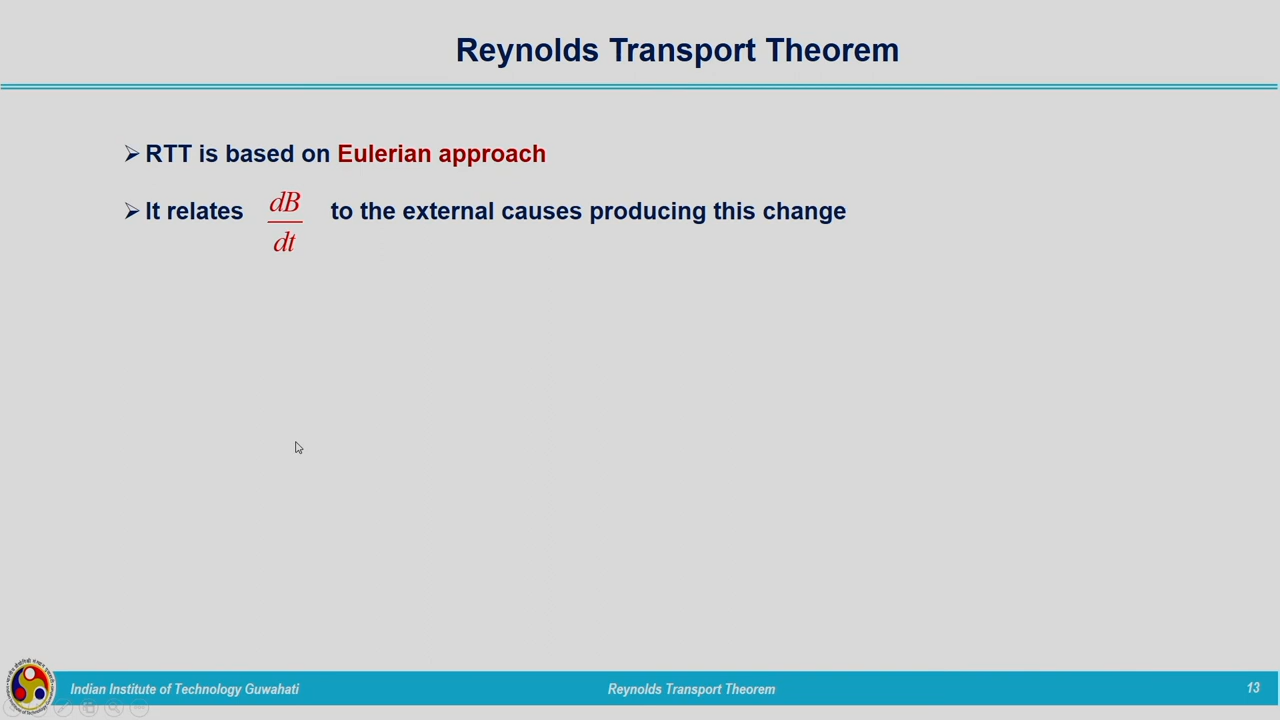 Reynolds Transport Theorem
➢ RTT is based on Eulerian approach
➢ It relates dB/dt to the external causes producing this change
Indian Institute of Technology Guwahati
Reynolds Transport Theorem
13